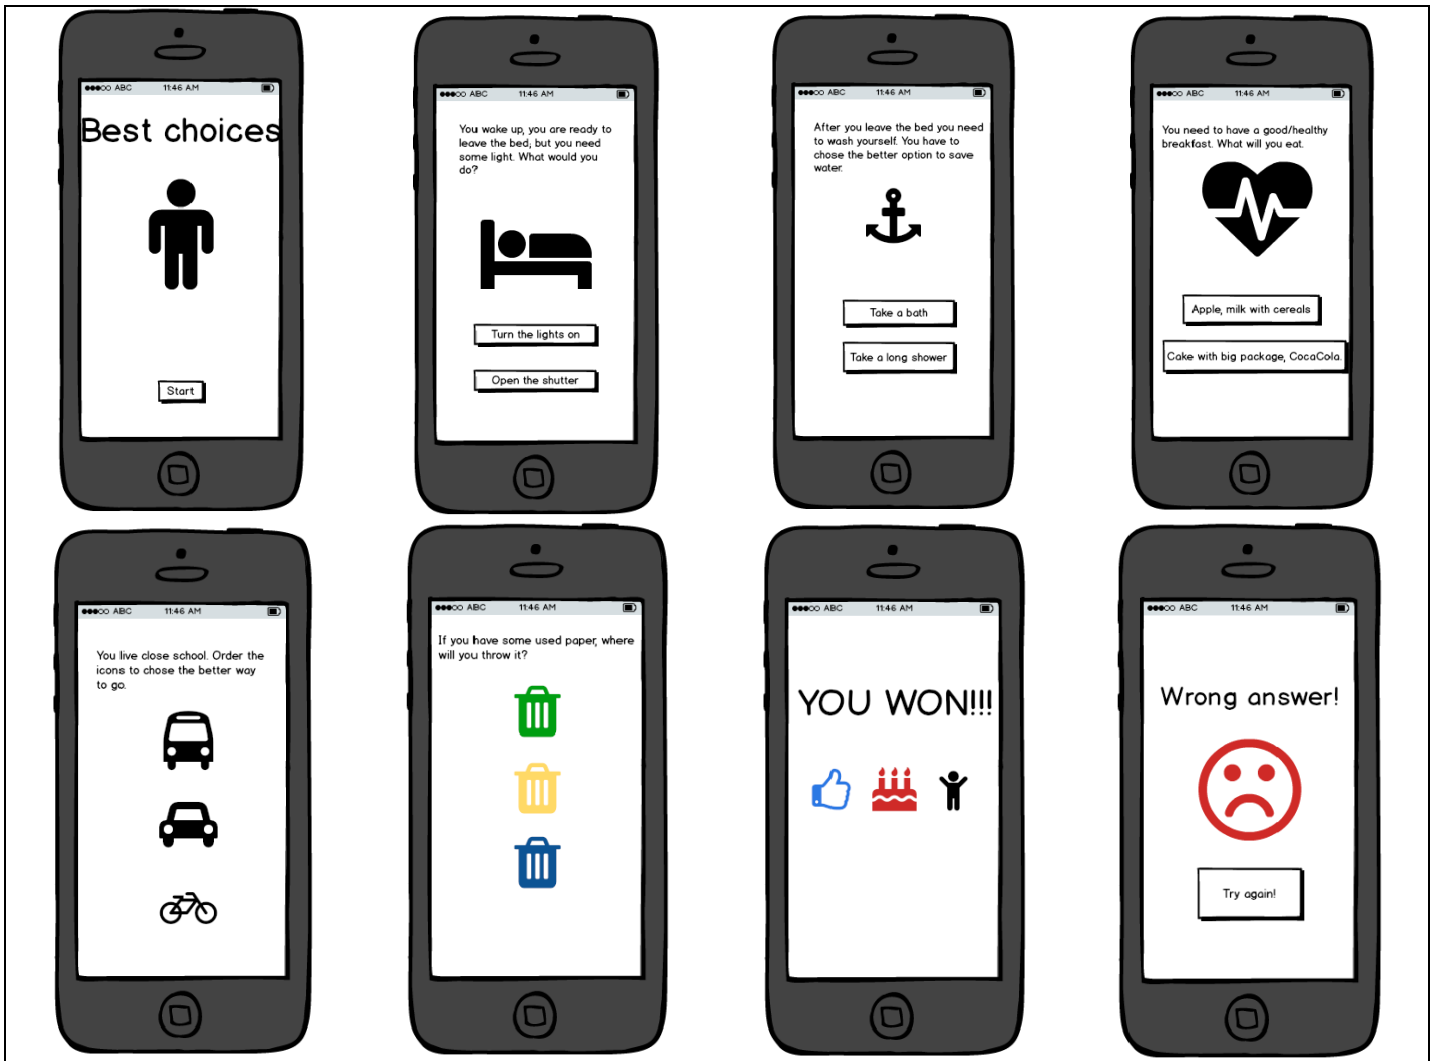 ●●●○○ ABC 11:46 AM
Best choices
Start
●●●○○ ABC 11:46 AM
You wake up, you are ready to
leave the bed, but you need
some light. What would you
do?
Turn the lights on
Open the shutter
●●●○○ ABC 11:46 AM
After you leave the bed you need
to wash yourself. You have to
chose the better option to save
water.
Take a bath
Take a long shower
●●●○○ ABC 11:46 AM
You need to have a good/healthy
breakfast. What will you eat.
Apple, milk with cereals
Cake with big package, CocaCola.
●●●○○ ABC 11:46 AM
You live close school. Order the
icons to chose the better way
to go.
●●●○○ ABC 11:46 AM
If you have some used paper, where
will you throw it?
●●●○○ ABC 11:46 AM
YOU WON!!!
●●●○○ ABC 11:46 AM
Wrong answer!
Try again!